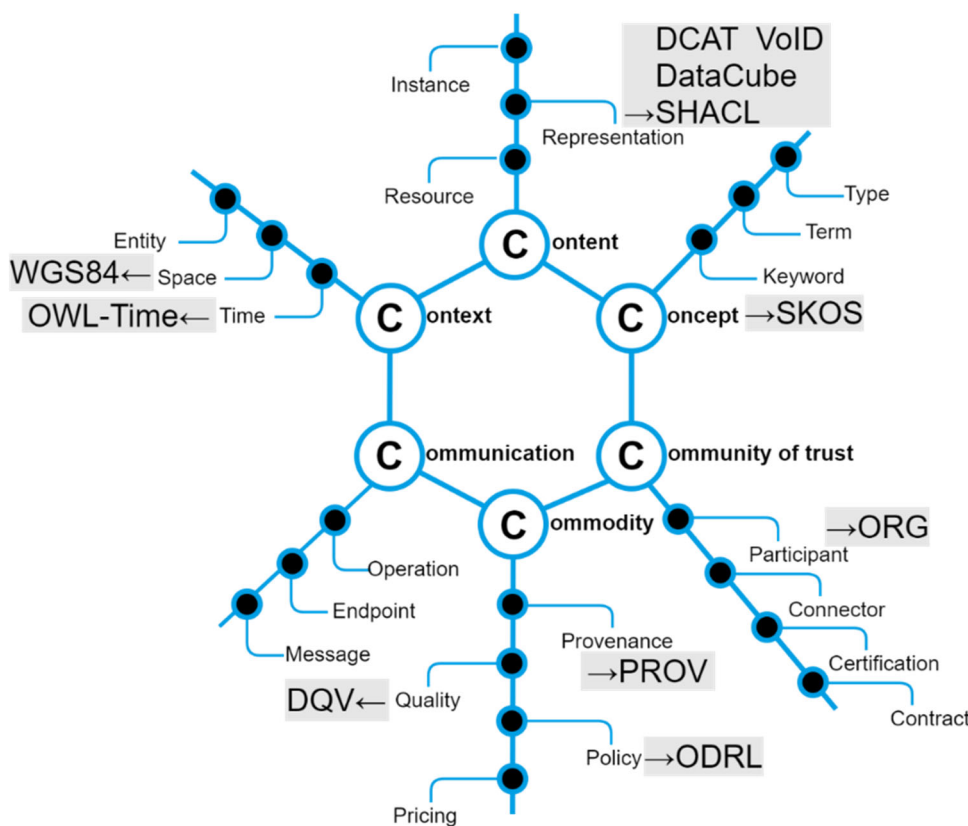 DCAT VoID
DataCube
→SHACL
Instance
Representation
Resource
Content
Type
Term
Keyword
Concept →SKOS
Entity
WGS84← Space
OWL-Time← Time
Context
Communication
Operation
Endpoint
Message
Community of trust
→ORG
Participant
Connector
Certification
Contract
Commodity
Provenance
→PROV
DQV← Quality
Policy →ODRL
Pricing